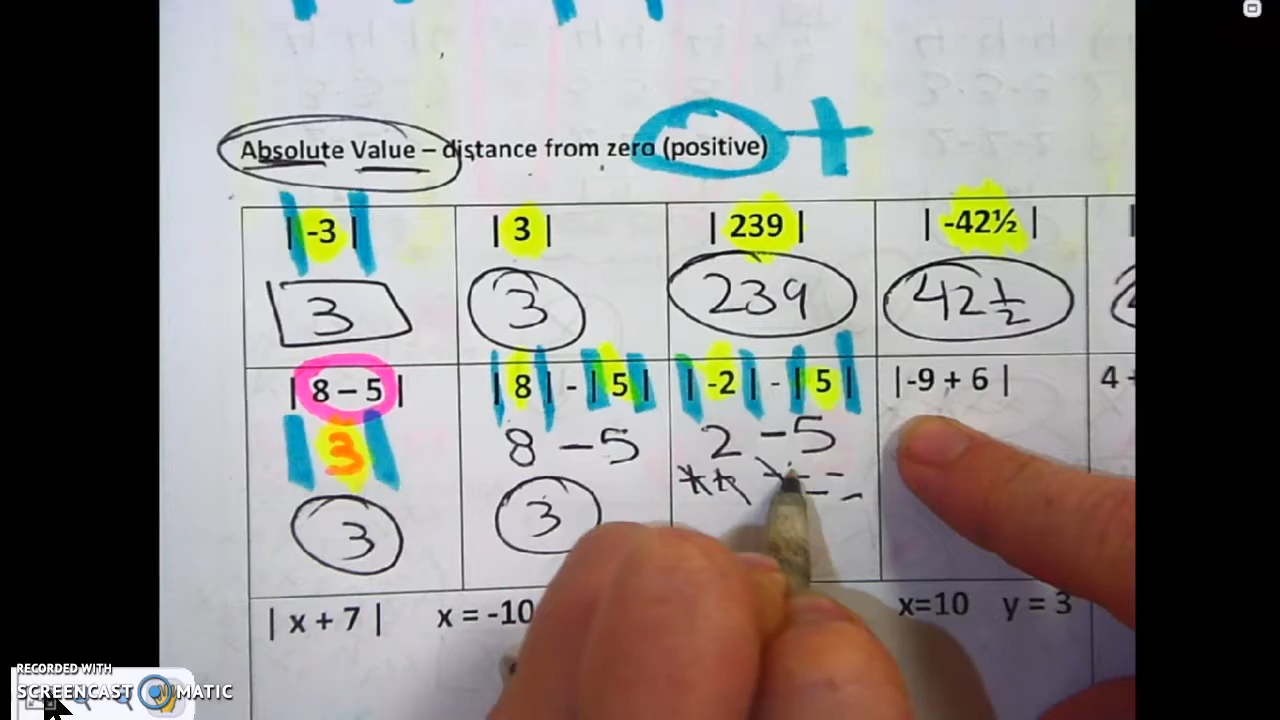 Absolute Value – distance from zero (positive) +
| -3 | | 3 | | 239 | | -42½ |
3 3 239 42 1/2
| 8 – 5 | | 8 | - | 5 | | -2 | - | 5 | |-9 + 6 | 4
3 8 – 5 2 – 5
3 3
| x + 7 | x = -10 x=10 y = 3
RECORDED WITH
SCREENCAST MATIC